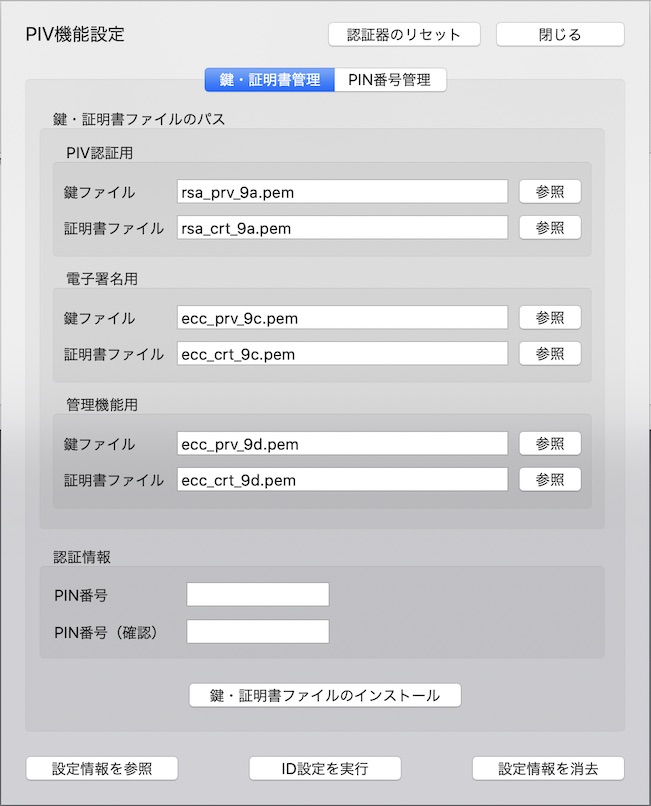 PIV機能設定 認証器のリセット 閉じる
鍵・証明書管理 PIN番号管理
鍵・証明書ファイルのパス
PIV認証用
鍵ファイル rsa_prv_9a.pem 参照
証明書ファイル rsa_crt_9a.pem 参照
電子署名用
鍵ファイル ecc_prv_9c.pem 参照
証明書ファイル ecc_crt_9c.pem 参照
管理機能用
鍵ファイル ecc_prv_9d.pem 参照
証明書ファイル ecc_crt_9d.pem 参照
認証情報
PIN番号
PIN番号（確認）
鍵・証明書ファイルのインストール
設定情報を参照 ID設定を実行 設定情報を消去